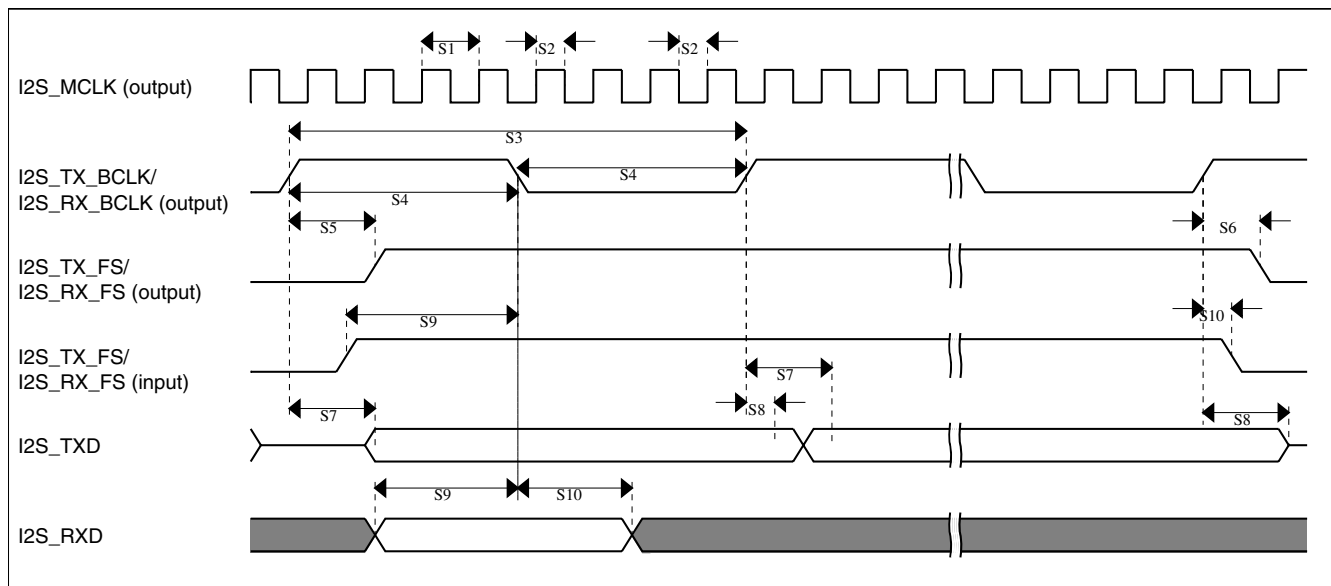 S1 S2 S2
I2S_MCLK (output)
S3
I2S_TX_BCLK/
I2S_RX_BCLK (output)
S4
S4
S5 S6
I2S_TX_FS/
I2S_RX_FS (output)
S9 S10
I2S_TX_FS/
I2S_RX_FS (input)
S7
S7 S8 S8
I2S_TXD
S9 S10
I2S_RXD